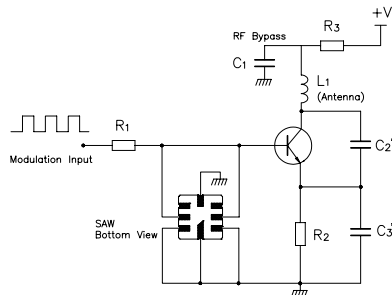 +V
R3
RF Bypass
C1
L1
(Antenna)
R1
Modulation Input
C2'
SAW
Bottom View
R2
C3'